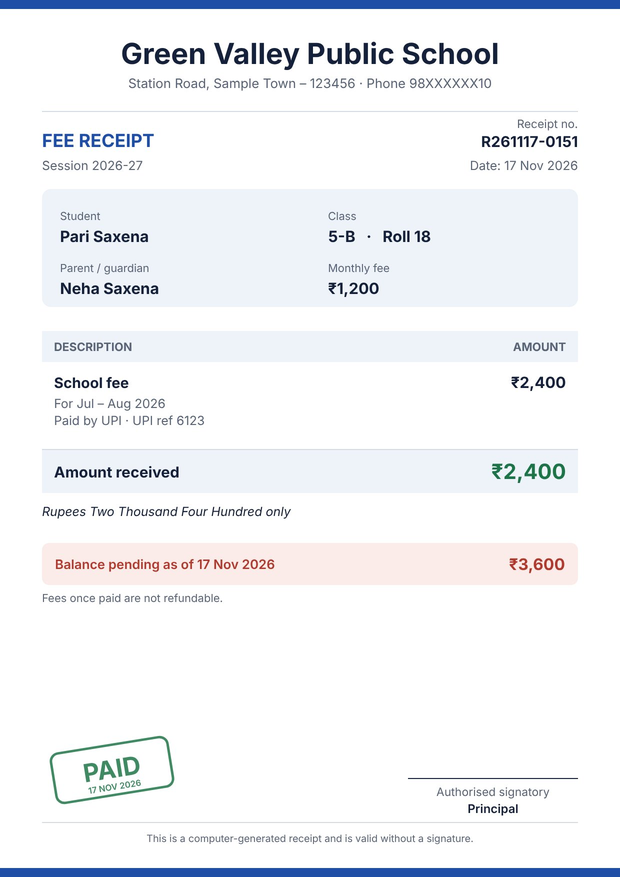 Green Valley Public School
Station Road, Sample Town – 123456 · Phone 98XXXXXX10
FEE RECEIPT
Session 2026-27
Receipt no.
R261117-0151
Date: 17 Nov 2026
Student
Pari Saxena
Class
5-B · Roll 18
Parent / guardian
Neha Saxena
Monthly fee
₹1,200
DESCRIPTION AMOUNT
School fee ₹2,400
For Jul – Aug 2026
Paid by UPI · UPI ref 6123
Amount received ₹2,400
Rupees Two Thousand Four Hundred only
Balance pending as of 17 Nov 2026 ₹3,600
Fees once paid are not refundable.
PAID
17 NOV 2026
Authorised signatory
Principal
This is a computer-generated receipt and is valid without a signature.